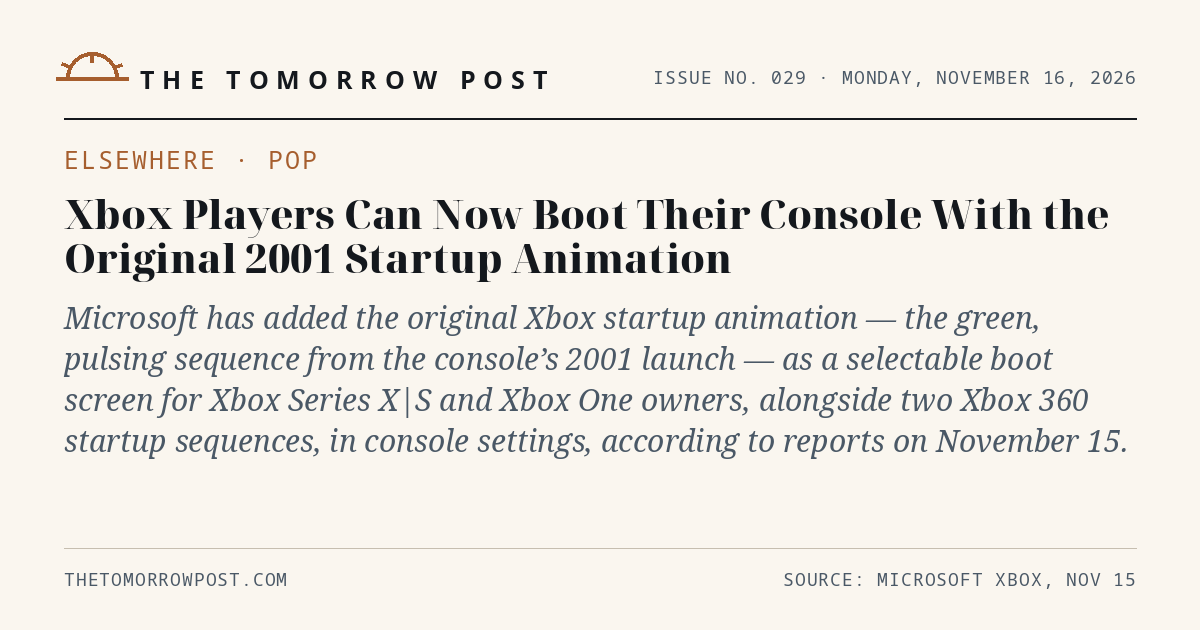 THE TOMORROW POST
ISSUE NO. 029 · MONDAY, NOVEMBER 16, 2026
ELSEWHERE · POP
Xbox Players Can Now Boot Their Console With the
Original 2001 Startup Animation
Microsoft has added the original Xbox startup animation — the green,
pulsing sequence from the console’s 2001 launch — as a selectable boot
screen for Xbox Series X|S and Xbox One owners, alongside two Xbox 360
startup sequences, in console settings, according to reports on November 15.
THETOMORROWPOST.COM
SOURCE: MICROSOFT XBOX, NOV 15